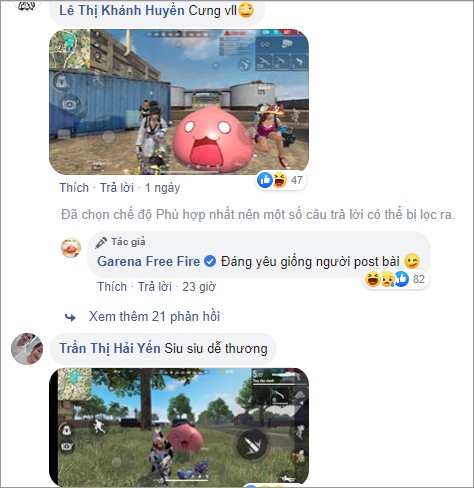 Lê Thị Khánh Huyền Cưng vll
Thích · Trả lời · 1 ngày
47
Đã chọn chế độ Phù hợp nhất nên một số câu trả lời có thể bị lọc ra.
Tác giả
Garena Free Fire Đáng yêu giống người post bài
Thích · Trả lời · 23 giờ
82
Xem thêm 21 phản hồi
Trần Thị Hải Yến Siu siu dễ thương